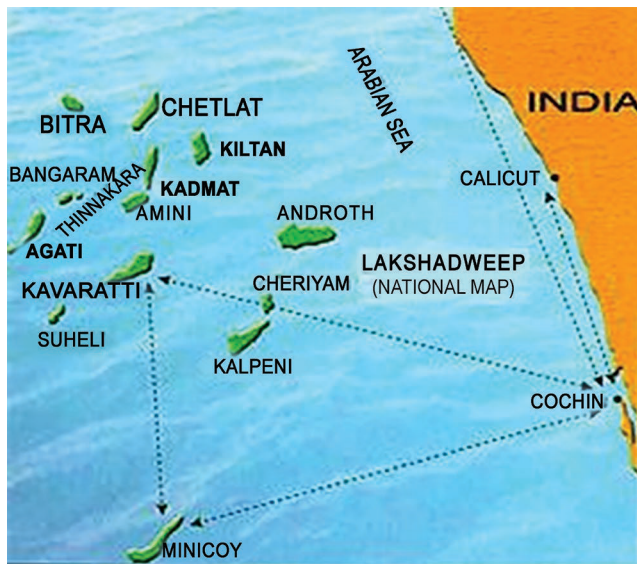 ARABIAN SEA
INDIA
CHETLAT
BITRA
KILTAN
BANGARAM
THINNAKARA
KADMAT
CALICUT
AMINI
ANDROTH
AGATI
LAKSHADWEEP
(NATIONAL MAP)
KAVARATTI
CHERIYAM
SUHELI
KALPENI
COCHIN
MINICOY